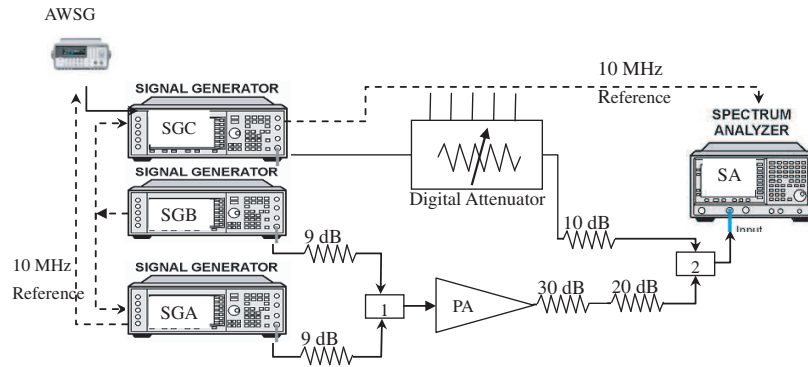 AWSG
SIGNAL GENERATOR
SGC
10 MHz
Reference
SPECTRUM
ANALYZER
SA
Input
Digital Attenuator
SIGNAL GENERATOR
SGB
9 dB
10 dB
2
10 MHz
Reference
SIGNAL GENERATOR
SGA
9 dB
1
PA
30 dB
20 dB